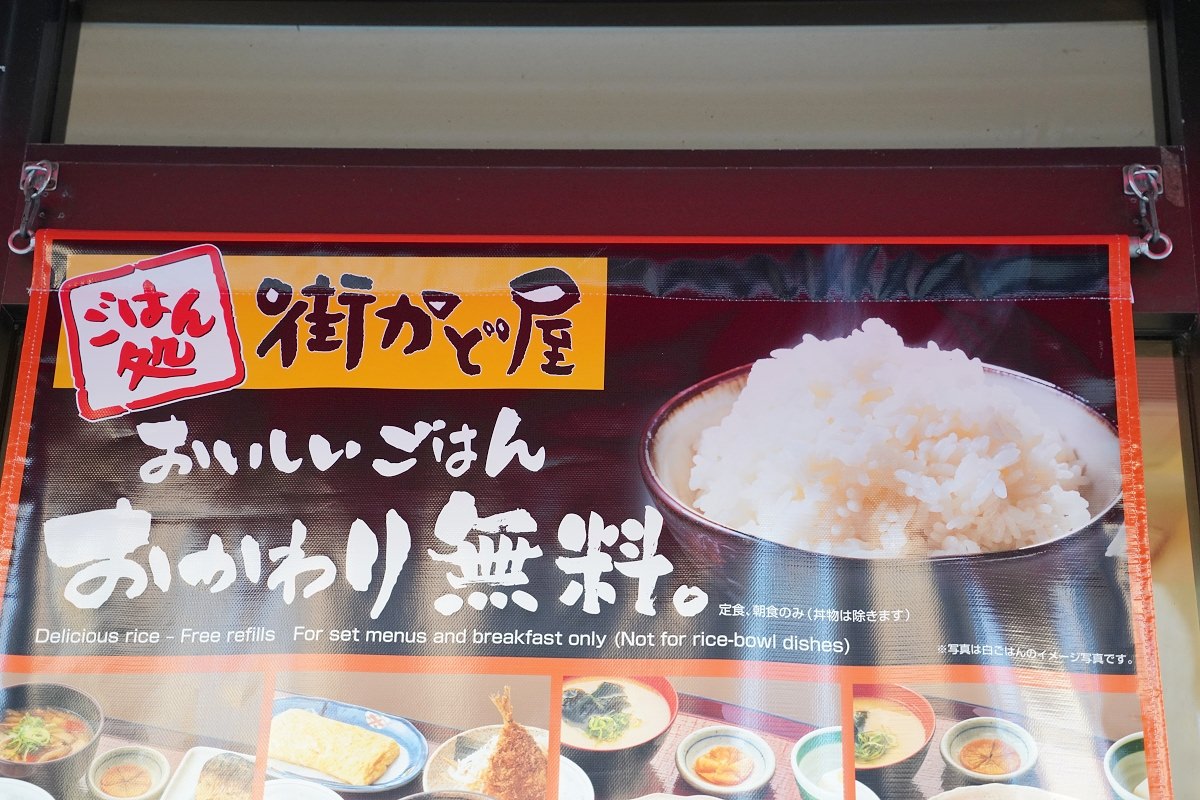 ごはん
処
街かど屋
おいしいごはん
おかわり無料。
定食、朝食のみ（丼物は除きます）
Delicious rice – Free refills For set menus and breakfast only (Not for rice-bowl dishes)
※写真は白ごはんのイメージ写真です。